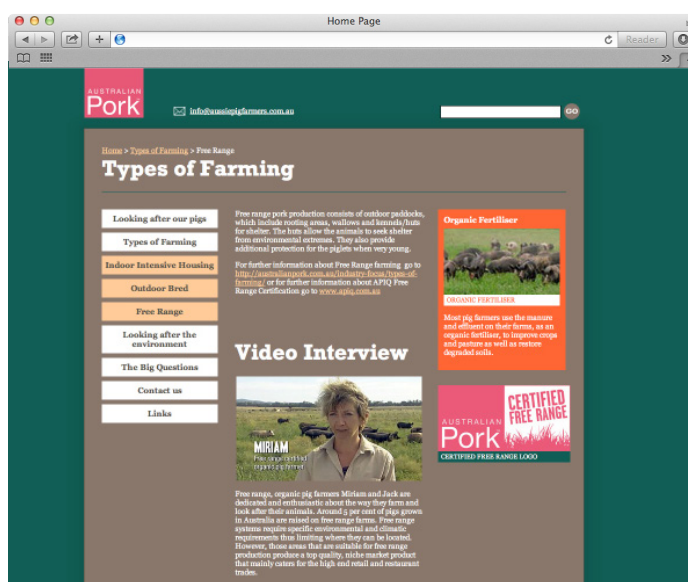 Home Page
Reader
AUSTRALIAN
Pork
info@aussiepigfarmers.com.au
GO
Home > Types of Farming > Free Range
Types of Farming
Looking after our pigs
Types of Farming
Indoor Intensive Housing
Outdoor Bred
Free Range
Looking after the
environment
The Big Questions
Contact us
Links
Free range pork production consists of outdoor paddocks,
which include rooting areas, wallows and kennels/huts
for shelter. The huts allow the animals to seek shelter
from environmental extremes. They also provide
additional protection for the piglets when very young.
For further information about Free Range farming go to
http://australianpork.com.au/industry-focus/types-of-
farming/ or for further information about APIQ Free
Range Certification go to www.apiq.com.au
Video Interview
MIRIAM
Free range certified
organic pig farmer
Free range, organic pig farmers Miriam and Jack are
dedicated and enthusiastic about the way they farm and
look after their animals. Around 5 per cent of pigs grown
in Australia are raised on free range farms. Free range
systems require specific environmental and climatic
requirements thus limiting where they can be located.
However, those areas that are suitable for free range
production produce a top quality, niche market product
that mainly caters for the high end retail and restaurant
trades.
Organic Fertiliser
ORGANIC FERTILISER
Most pig farmers use the manure
and effluent on their farms, as an
organic fertiliser, to improve crops
and pasture as well as restore
degraded soils.
AUSTRALIAN
Pork
CERTIFIED
FREE RANGE
CERTIFIED FREE RANGE LOGO